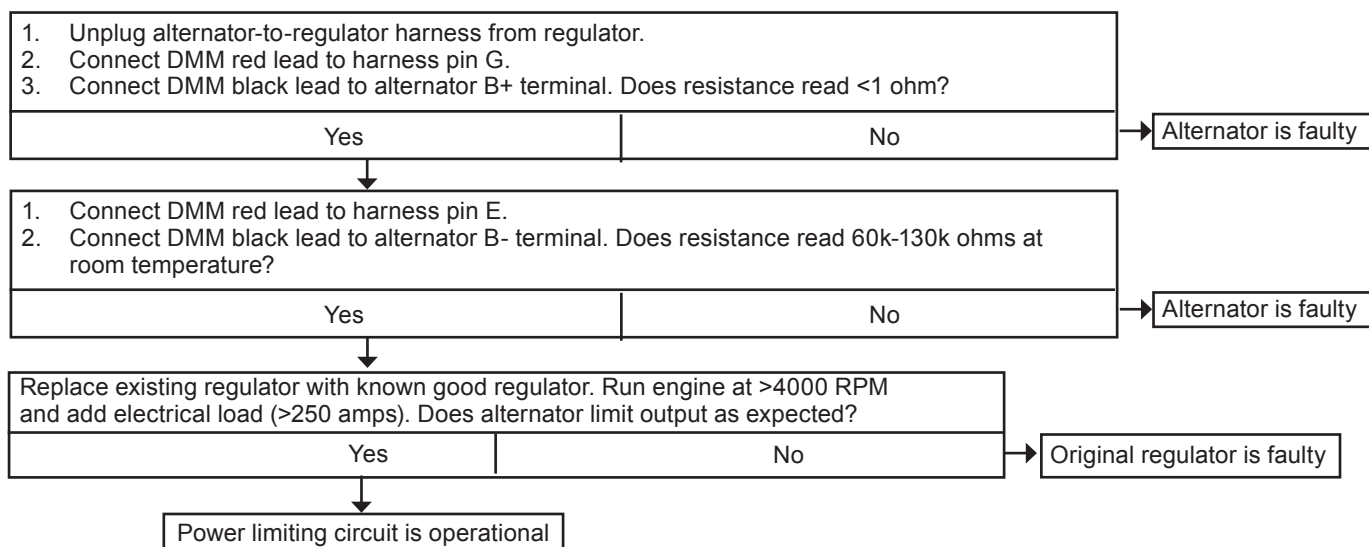 1. Unplug alternator-to-regulator harness from regulator.
2. Connect DMM red lead to harness pin G.
3. Connect DMM black lead to alternator B+ terminal. Does resistance read <1 ohm?
Yes
No
Alternator is faulty
1. Connect DMM red lead to harness pin E.
2. Connect DMM black lead to alternator B- terminal. Does resistance read 60k-130k ohms at
room temperature?
Yes
No
Alternator is faulty
Replace existing regulator with known good regulator. Run engine at >4000 RPM
and add electrical load (>250 amps). Does alternator limit output as expected?
Yes
No
Original regulator is faulty
Power limiting circuit is operational